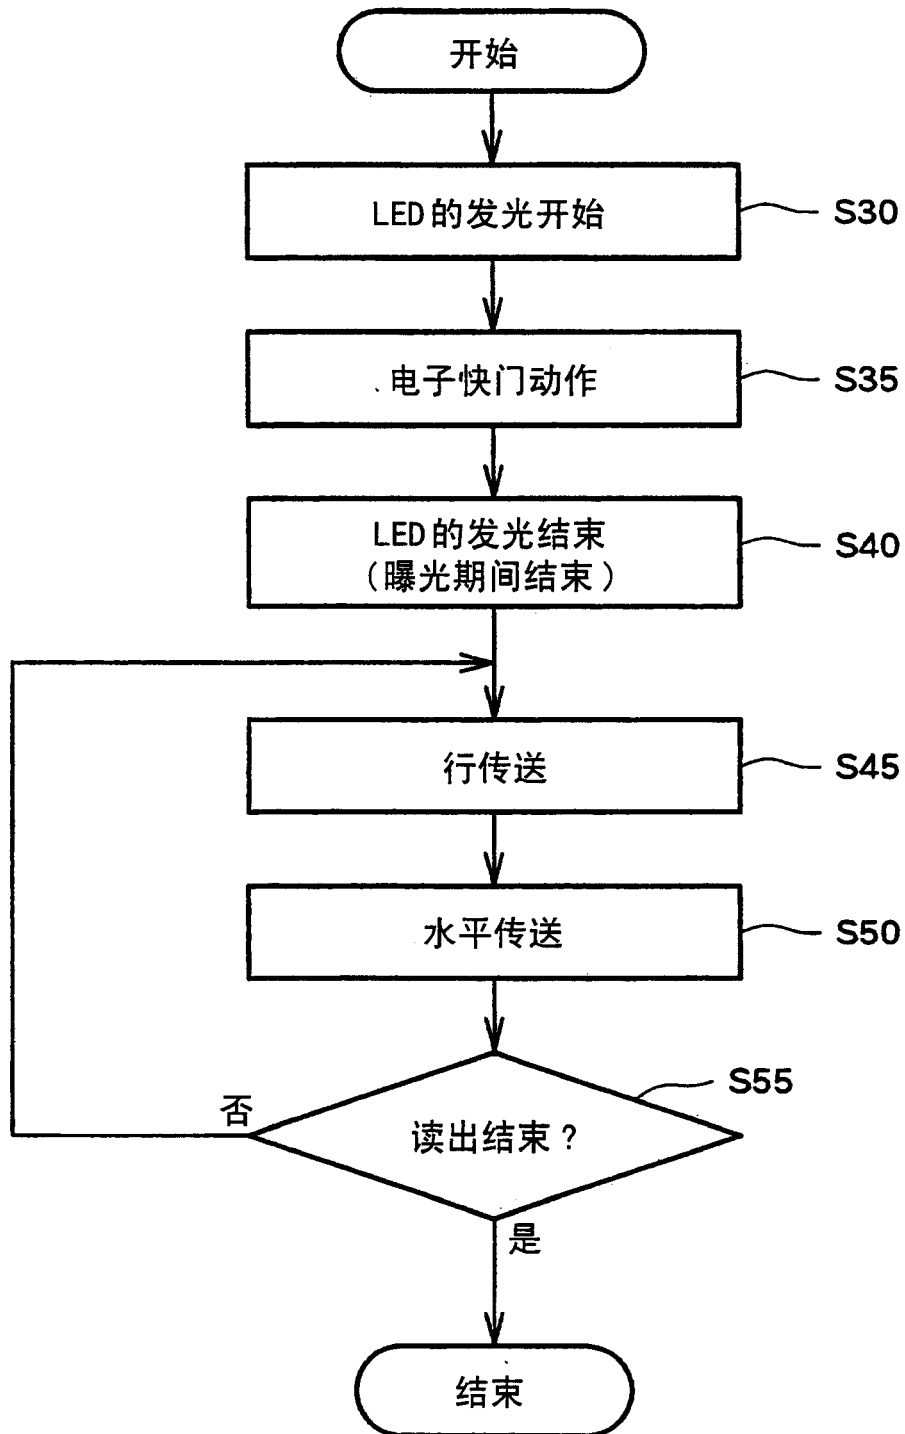 开始
LED的发光开始
S30
电子快门动作
S35
LED的发光结束
(曝光期间结束)
S40
行传送
S45
水平传送
S50
S55
否
读出结束?
是
结束